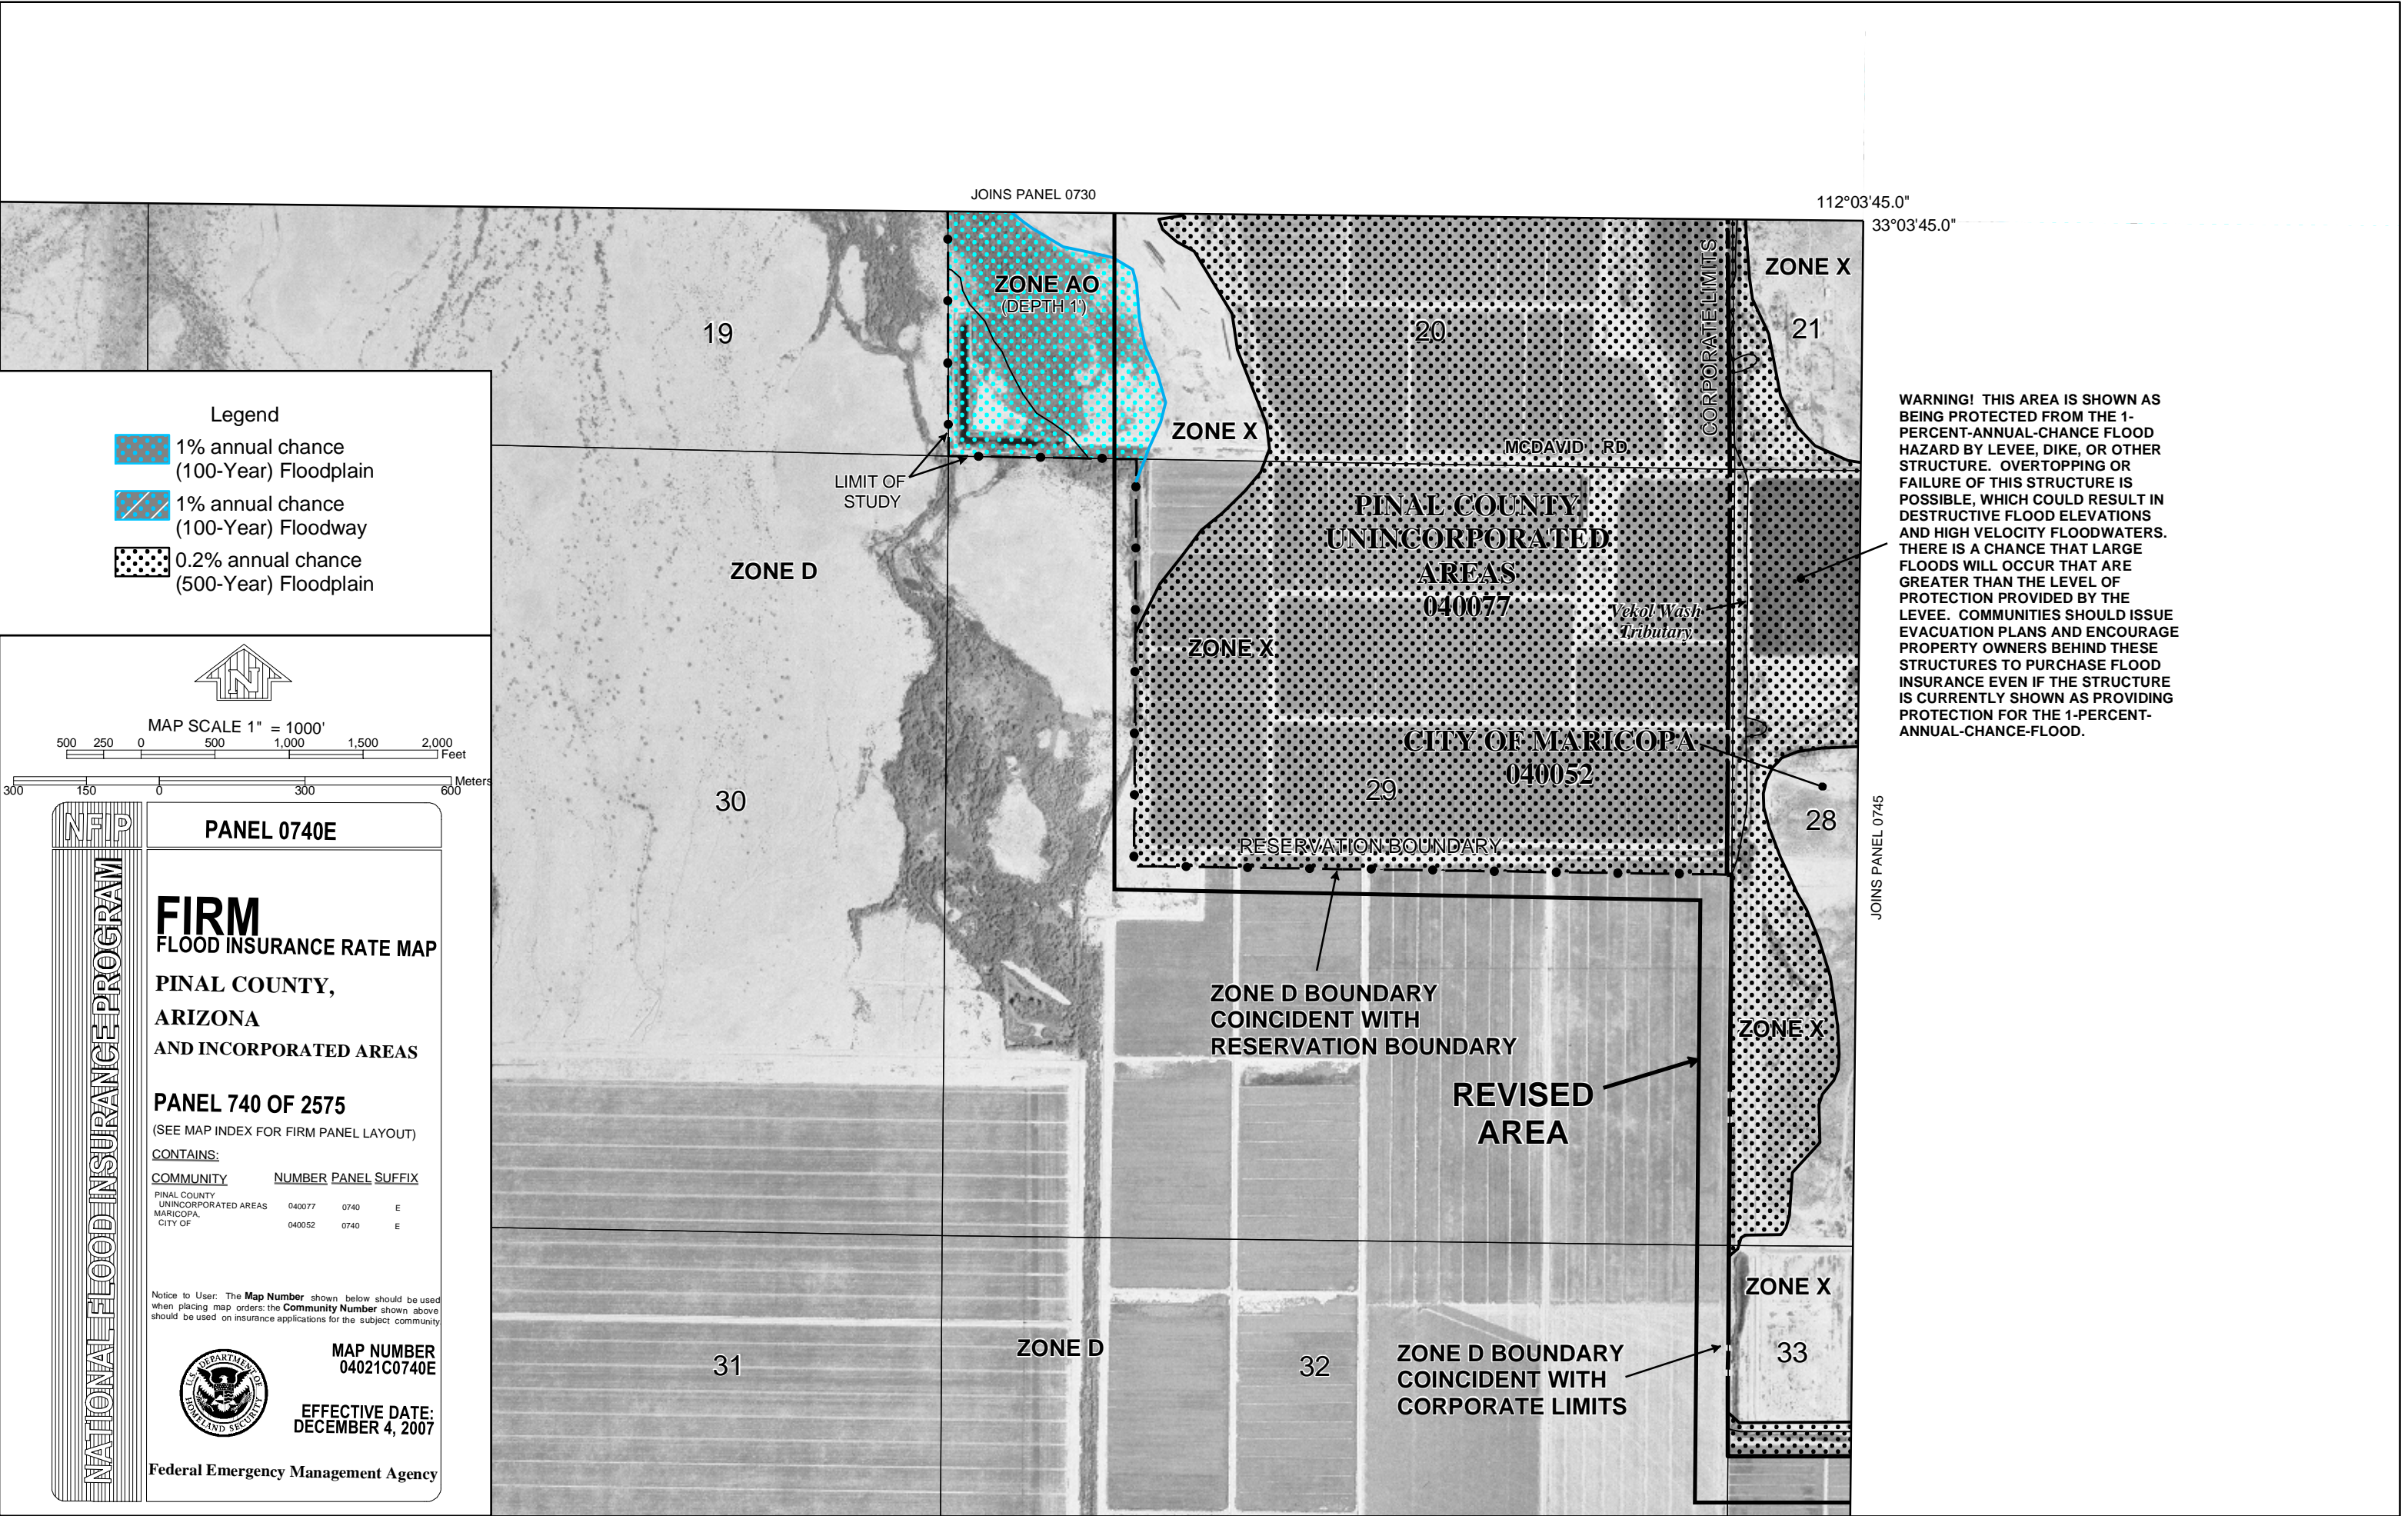 JOINS PANEL 0730
112°03'45.0"
33°03'45.0"
ZONE AO
(DEPTH 1')
CORPORATE LIMITS
ZONE X
19
20
21
ZONE X
MCDAVID RD
LIMIT OF
STUDY
PINAL COUNTY
UNINCORPORATED
AREAS
040077
ZONE D
Vekol Wash
Tributary
ZONE X
CITY OF MARICOPA
040052
30
29
28
RESERVATION BOUNDARY
JOINS PANEL 0745
ZONE D BOUNDARY
COINCIDENT WITH
RESERVATION BOUNDARY
ZONE X
REVISED
AREA
ZONE X
ZONE D
31
32
33
ZONE D BOUNDARY
COINCIDENT WITH
CORPORATE LIMITS
WARNING! THIS AREA IS SHOWN AS
BEING PROTECTED FROM THE 1-
PERCENT-ANNUAL-CHANCE FLOOD
HAZARD BY LEVEE, DIKE, OR OTHER
STRUCTURE. OVERTOPPING OR
FAILURE OF THIS STRUCTURE IS
POSSIBLE, WHICH COULD RESULT IN
DESTRUCTIVE FLOOD ELEVATIONS
AND HIGH VELOCITY FLOODWATERS.
THERE IS A CHANCE THAT LARGE
FLOODS WILL OCCUR THAT ARE
GREATER THAN THE LEVEL OF
PROTECTION PROVIDED BY THE
LEVEE. COMMUNITIES SHOULD ISSUE
EVACUATION PLANS AND ENCOURAGE
PROPERTY OWNERS BEHIND THESE
STRUCTURES TO PURCHASE FLOOD
INSURANCE EVEN IF THE STRUCTURE
IS CURRENTLY SHOWN AS PROVIDING
PROTECTION FOR THE 1-PERCENT-
ANNUAL-CHANCE-FLOOD.
Legend
1% annual chance
(100-Year) Floodplain
1% annual chance
(100-Year) Floodway
0.2% annual chance
(500-Year) Floodplain
N
MAP SCALE 1" = 1000'
500 250 0 500 1,000 1,500 2,000
Feet
Meters
300 150 0 300 600
NFIP
PANEL 0740E
NATIONAL FLOOD INSURANCE PROGRAM
FIRM
FLOOD INSURANCE RATE MAP
PINAL COUNTY,
ARIZONA
AND INCORPORATED AREAS
PANEL 740 OF 2575
(SEE MAP INDEX FOR FIRM PANEL LAYOUT)
CONTAINS:
COMMUNITY NUMBER PANEL SUFFIX
PINAL COUNTY
UNINCORPORATED AREAS 040077 0740 E
MARICOPA,
CITY OF 040052 0740 E
Notice to User: The Map Number shown below should be used
when placing map orders: the Community Number shown above
should be used on insurance applications for the subject community
MAP NUMBER
04021C0740E
U.S. DEPARTMENT OF HOMELAND SECURITY
EFFECTIVE DATE:
DECEMBER 4, 2007
Federal Emergency Management Agency